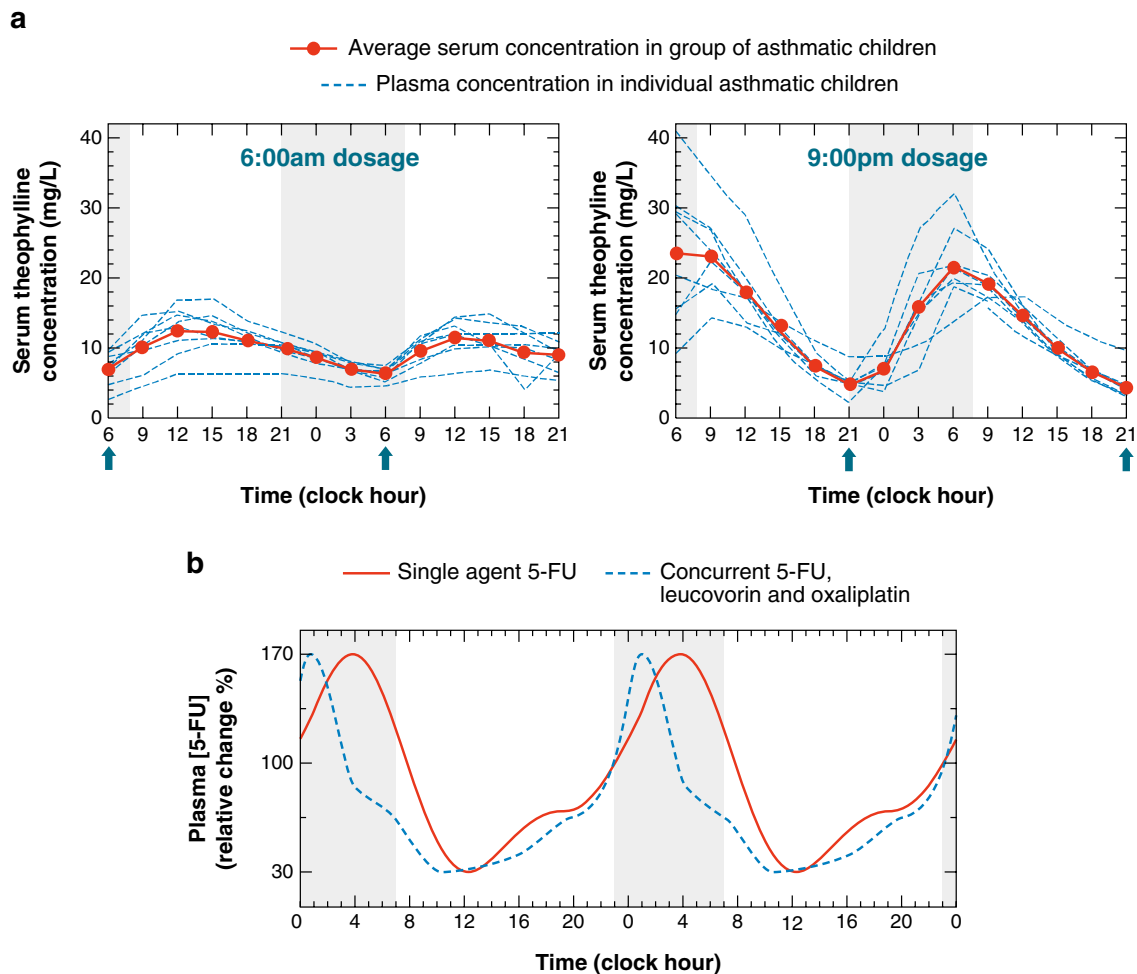 a
Average serum concentration in group of asthmatic children
Plasma concentration in individual asthmatic children
6:00am dosage
Serum theophylline
concentration (mg/L)
40
30
20
10
0
6 9 12 15 18 21 0 3 6 9 12 15 18 21
Time (clock hour)
9:00pm dosage
Serum theophylline
concentration (mg/L)
40
30
20
10
0
6 9 12 15 18 21 0 3 6 9 12 15 18 21
Time (clock hour)
b
Single agent 5-FU
Concurrent 5-FU,
leucovorin and oxaliplatin
Plasma [5-FU]
(relative change %)
170
100
30
0 4 8 12 16 20 0 4 8 12 16 20 0
Time (clock hour)